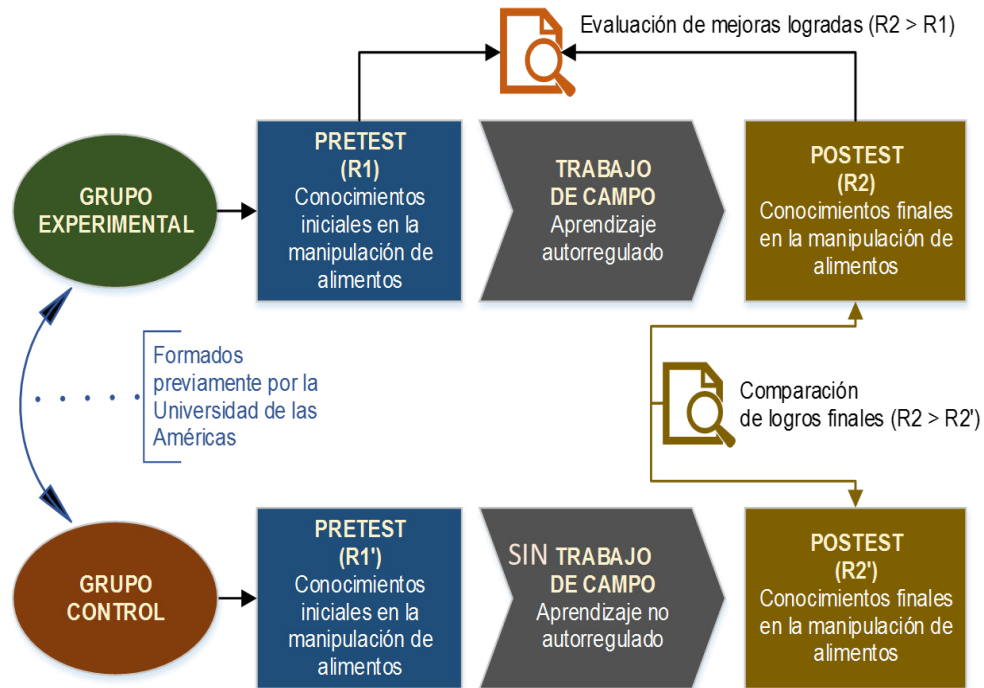 Evaluación de mejoras logradas (R2 > R1)
GRUPO
EXPERIMENTAL
PRETEST
(R1)
Conocimientos
iniciales en la
manipulación de
alimentos
TRABAJO
DE CAMPO
Aprendizaje
autorregulado
POSTEST
(R2)
Conocimientos finales
en la manipulación de
alimentos
Formados
previamente por la
Universidad de las
Américas
Comparación
de logros finales (R2 > R2')
GRUPO
CONTROL
PRETEST
(R1')
Conocimientos
iniciales en la
manipulación de
alimentos
SIN TRABAJO
DE CAMPO
Aprendizaje no
autorregulado
POSTEST
(R2')
Conocimientos finales
en la manipulación de
alimentos